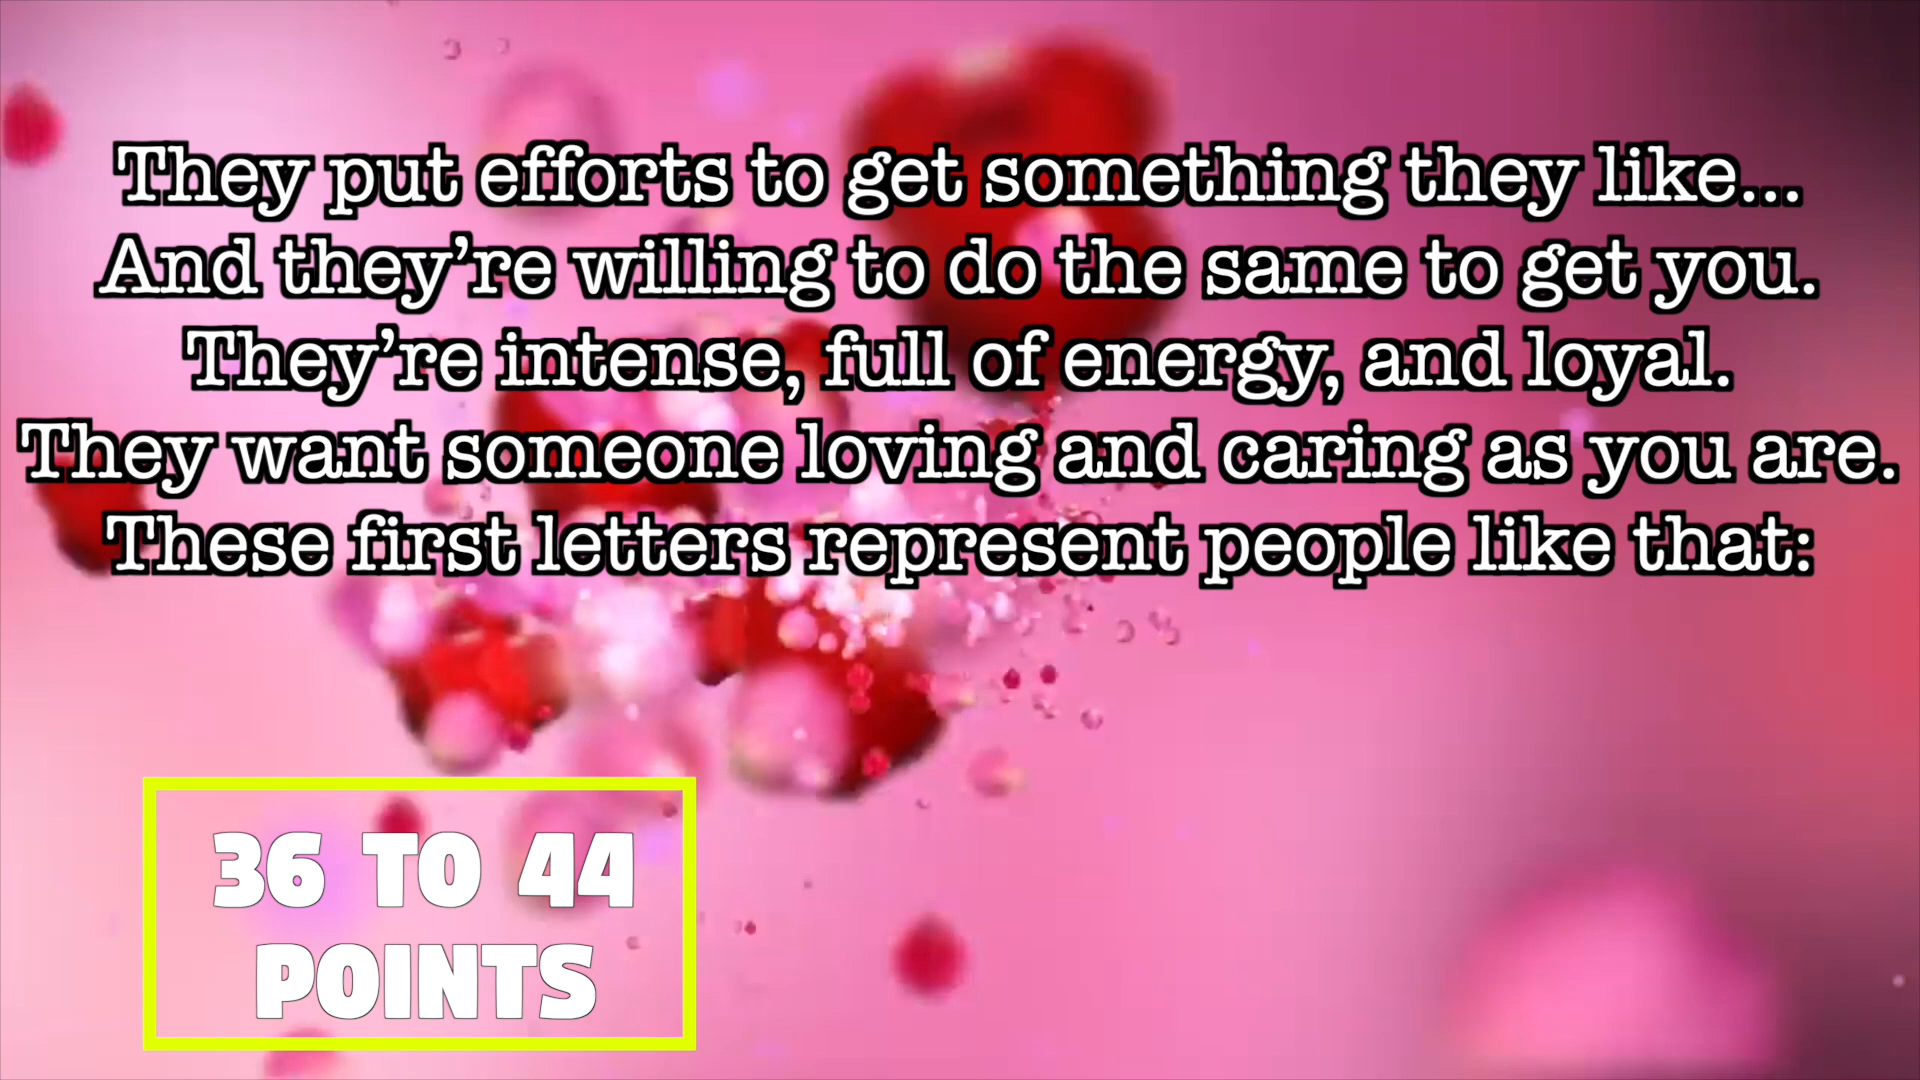 They put efforts to get something they like...
And they’re willing to do the same to get you.
They’re intense, full of energy, and loyal.
They want someone loving and caring as you are.
These first letters represent people like that:
36 TO 44
POINTS